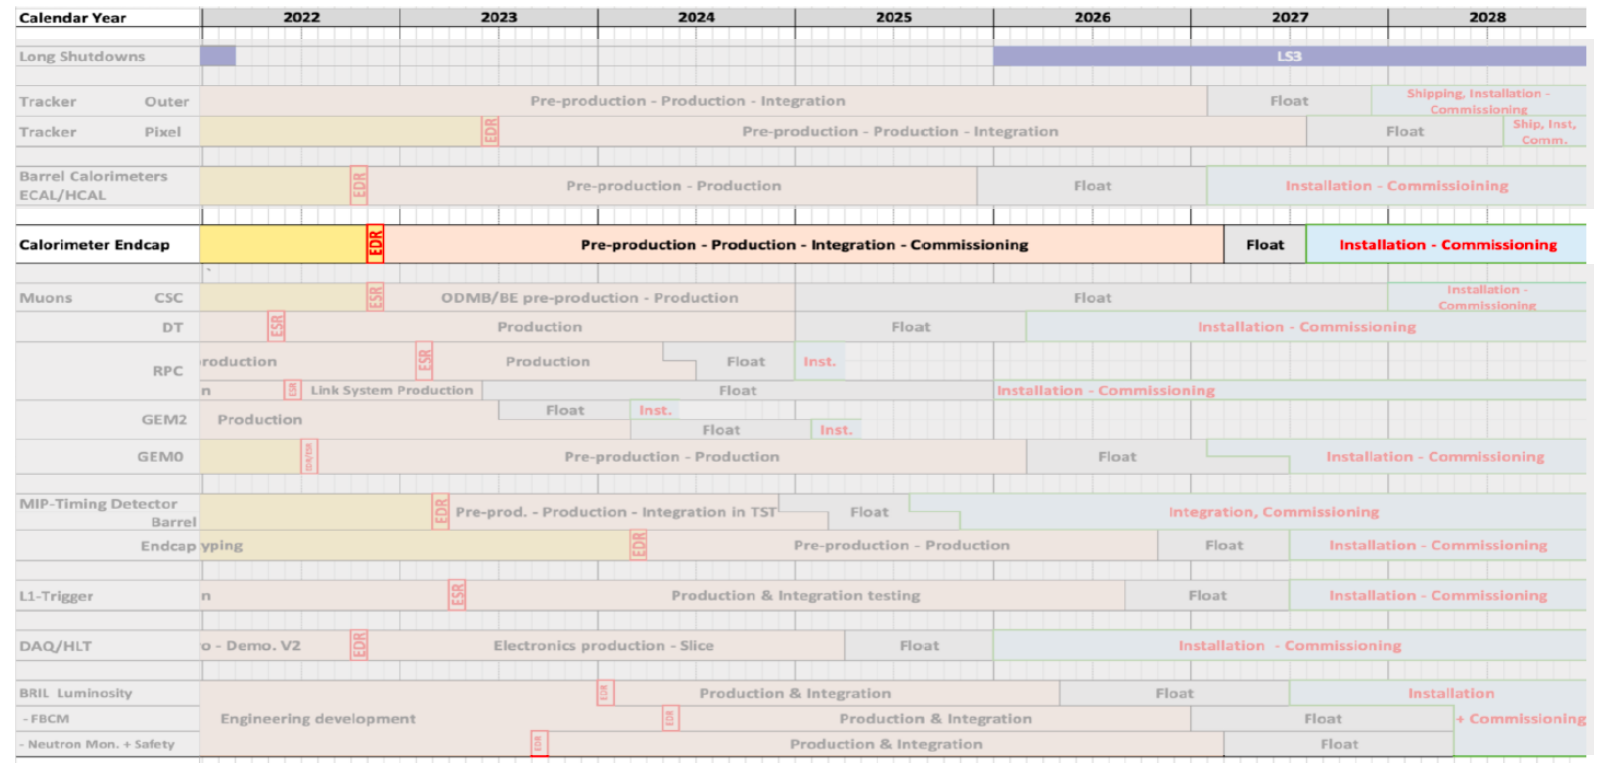 Calendar Year 2022 2023 2024 2025 2026 2027 2028
Long Shutdowns LS3
Tracker Outer Pre-production - Production - Integration Float Shipping, Installation -
Commissioning
Tracker Pixel EDR Pre-production - Production - Integration Float Ship, Inst,
Comm.
Barrel Calorimeters
ECAL/HCAL EDR Pre-production - Production Float Installation - Commissioining
Calorimeter Endcap EDR Pre-production - Production - Integration - Commissioning Float Installation - Commissioning
Muons CSC ESR ODMB/BE pre-production - Production Float Installation -
Commissioning
DT ESR Production Float Installation - Commissioning
RPC roduction ESR Production Float Inst.
n ESR Link System Production Float Installation - Commissioning
GEM2 Production Float Inst.
Float Inst.
GEM0 EDR/ESR Pre-production - Production Float Installation - Commissioning
MIP-Timing Detector
Barrel EDR Pre-prod. - Production - Integration in TST Float Integration, Commissioning
Endcap yping EDR Pre-production - Production Float Installation - Commissioning
L1-Trigger n ESR Production & Integration testing Float Installation - Commissioning
DAQ/HLT o - Demo. V2 EDR Electronics production - Slice Float Installation - Commissioning
BRIL Luminosity EDR Production & Integration Float Installation
- FBCM Engineering development EDR Production & Integration Float + Commissioning
- Neutron Mon. + Safety EDR Production & Integration Float